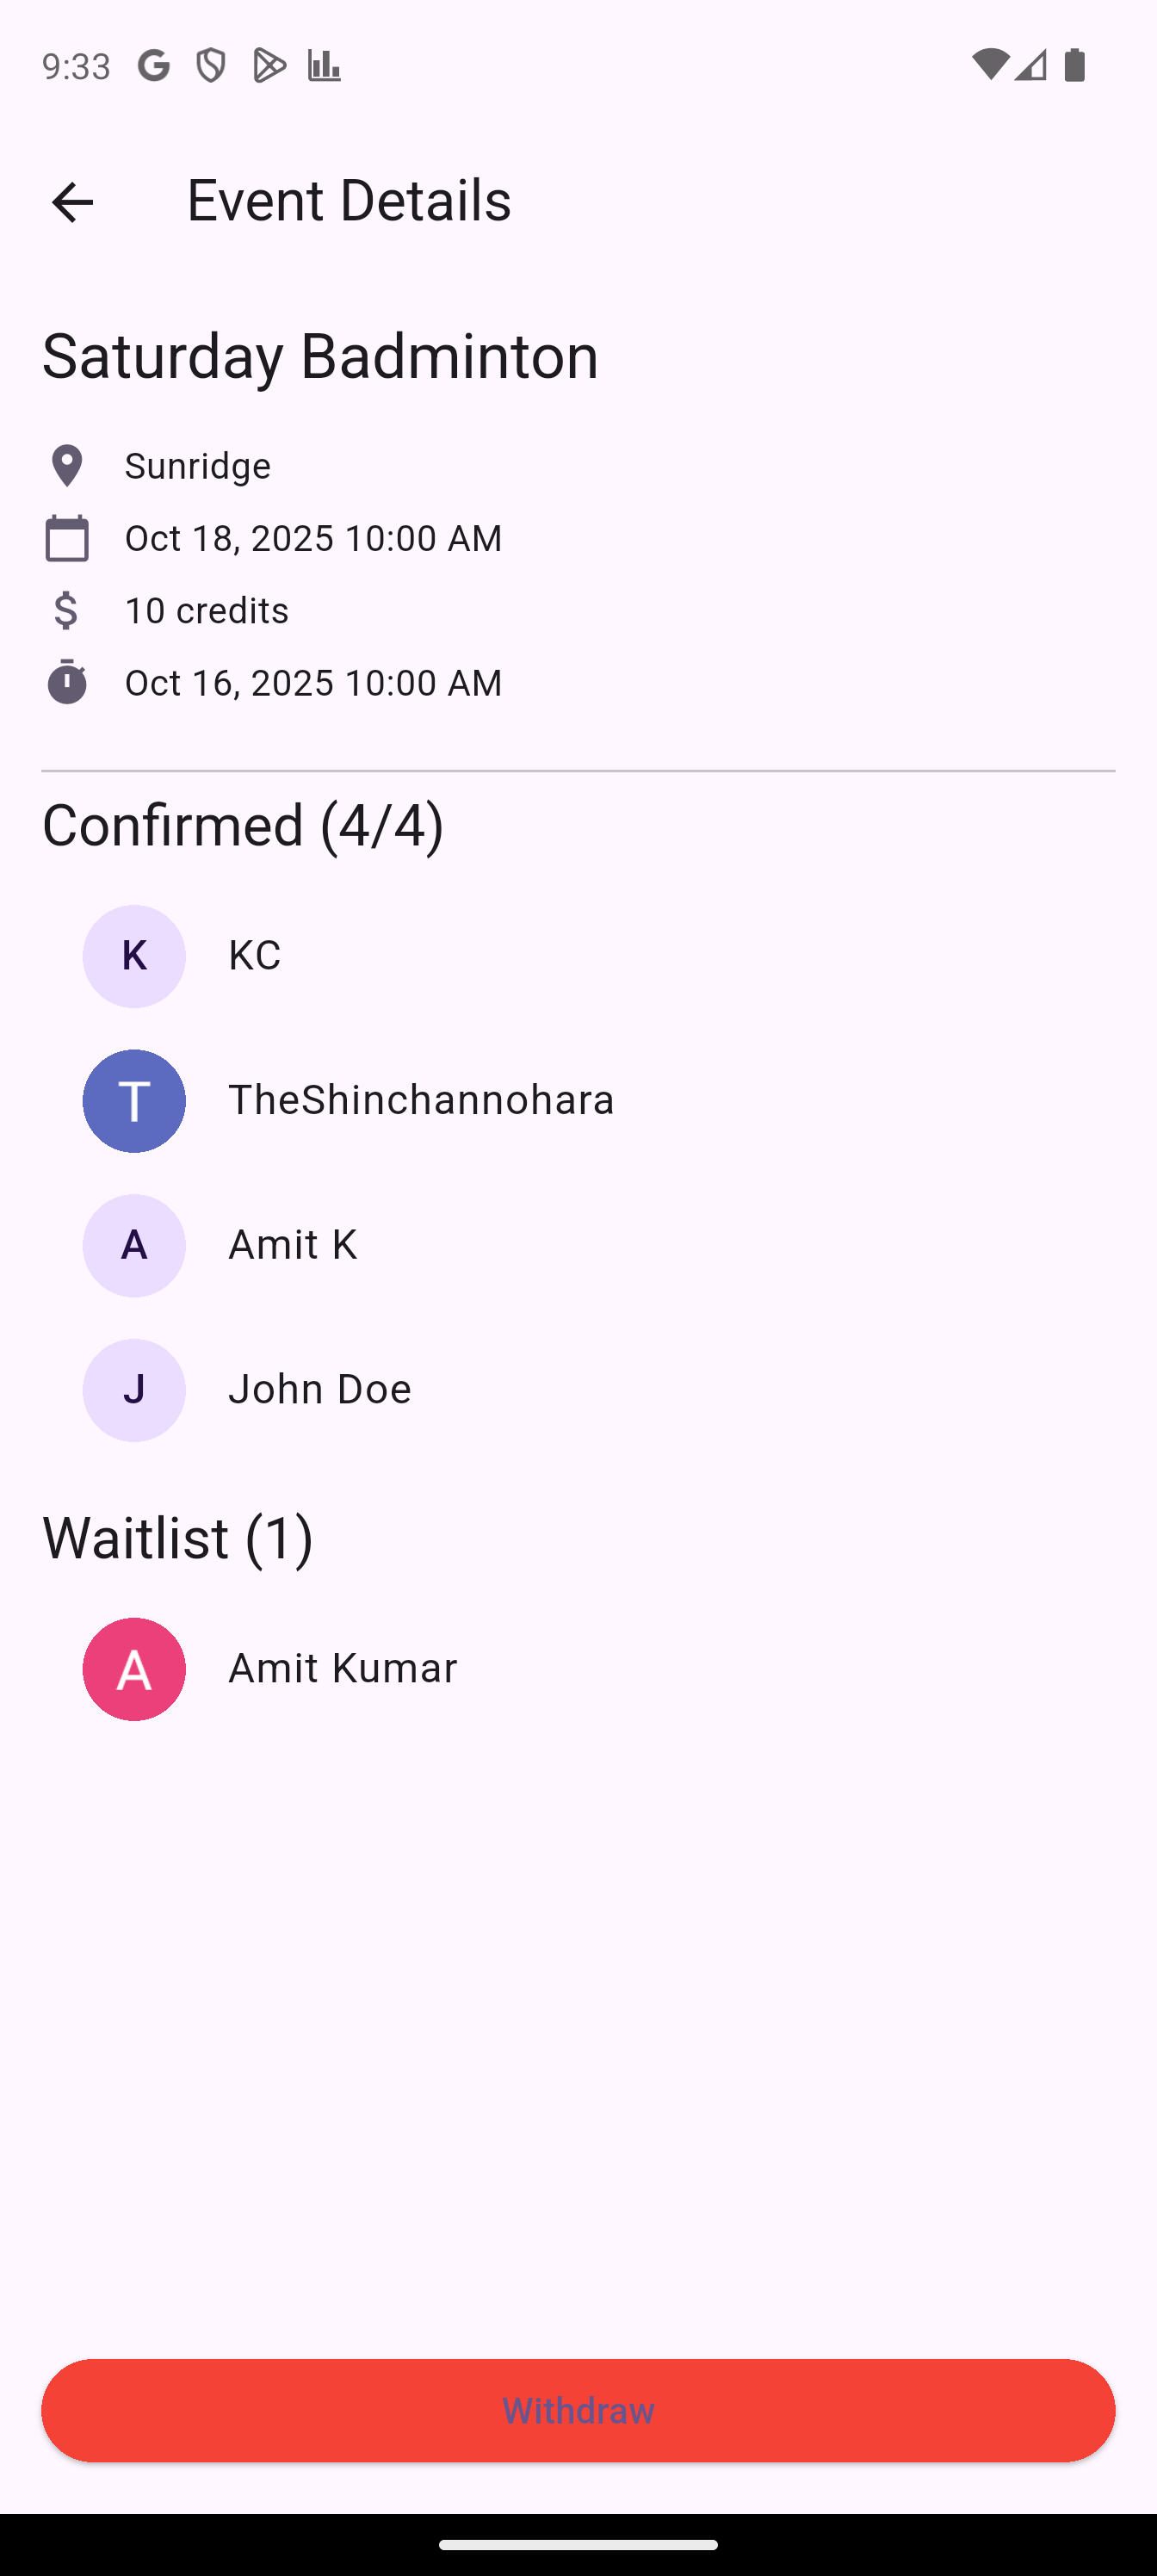 9:33
Event Details
Saturday Badminton
Sunridge
Oct 18, 2025 10:00 AM
10 credits
Oct 16, 2025 10:00 AM
Confirmed (4/4)
K KC
T TheShinchannohara
A Amit K
J John Doe
Waitlist (1)
A Amit Kumar
Withdraw